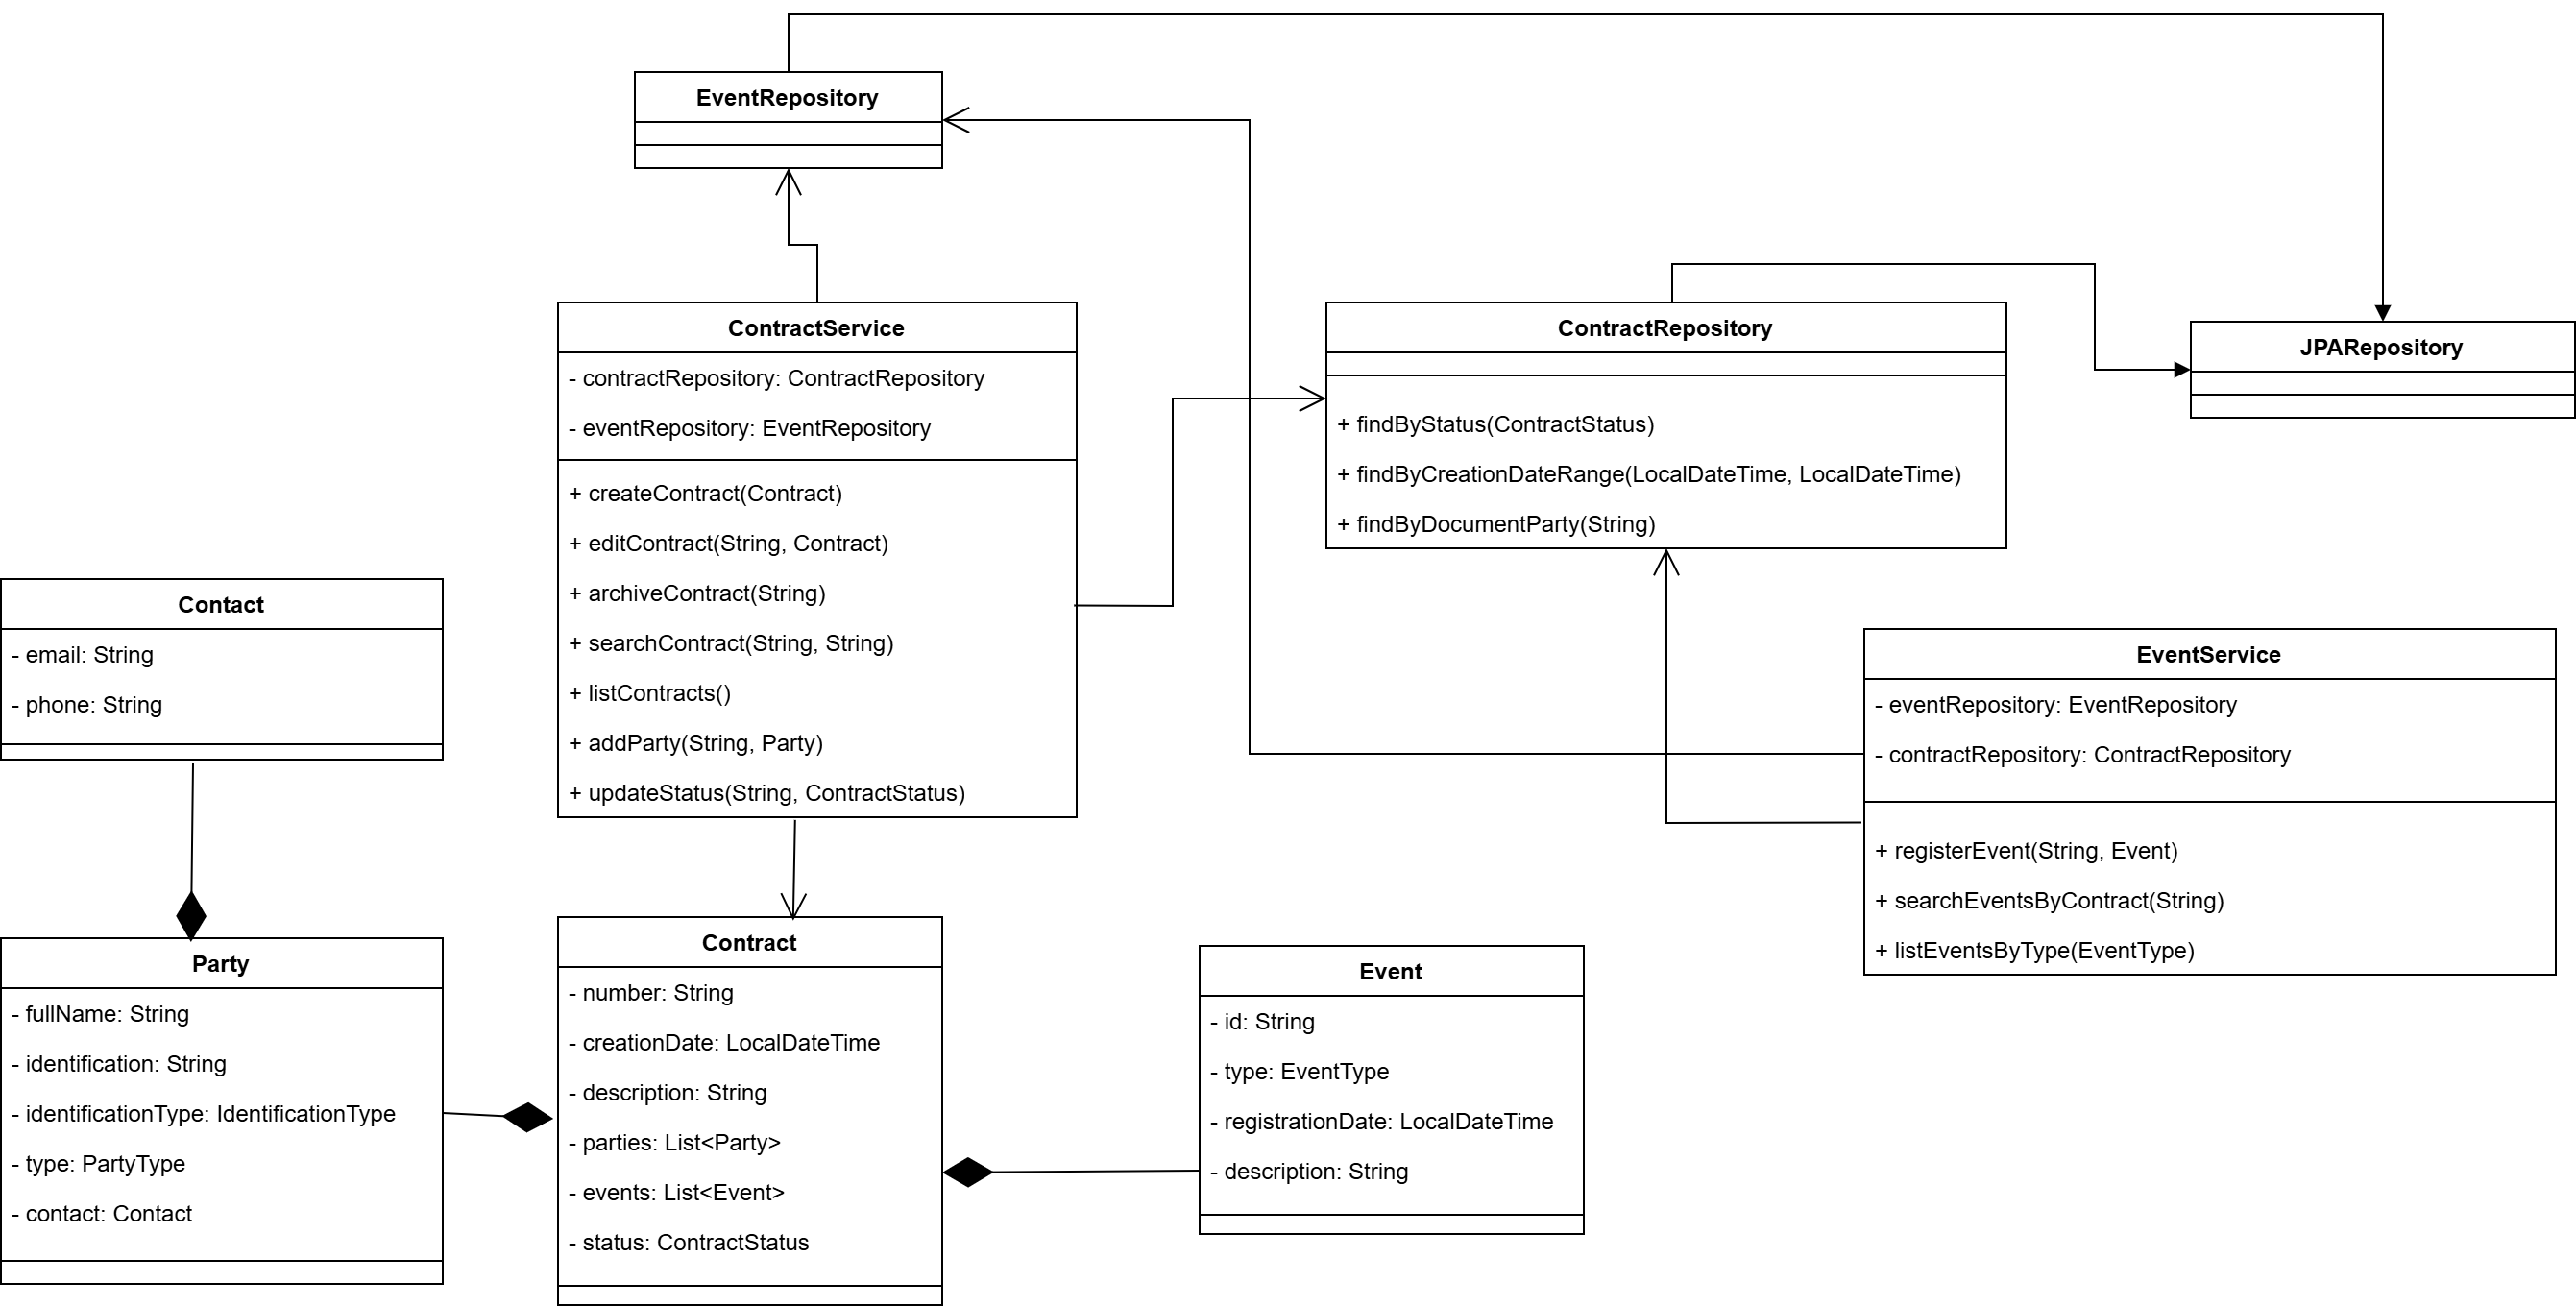 EventRepository
ContractService
- contractRepository: ContractRepository
- eventRepository: EventRepository
+ createContract(Contract)
+ editContract(String, Contract)
+ archiveContract(String)
+ searchContract(String, String)
+ listContracts()
+ addParty(String, Party)
+ updateStatus(String, ContractStatus)
ContractRepository
+ findByStatus(ContractStatus)
+ findByCreationDateRange(LocalDateTime, LocalDateTime)
+ findByDocumentParty(String)
JPARepository
Contact
- email: String
- phone: String
EventService
- eventRepository: EventRepository
- contractRepository: ContractRepository
+ registerEvent(String, Event)
+ searchEventsByContract(String)
+ listEventsByType(EventType)
Party
- fullName: String
- identification: String
- identificationType: IdentificationType
- type: PartyType
- contact: Contact
Contract
- number: String
- creationDate: LocalDateTime
- description: String
- parties: List<Party>
- events: List<Event>
- status: ContractStatus
Event
- id: String
- type: EventType
- registrationDate: LocalDateTime
- description: String